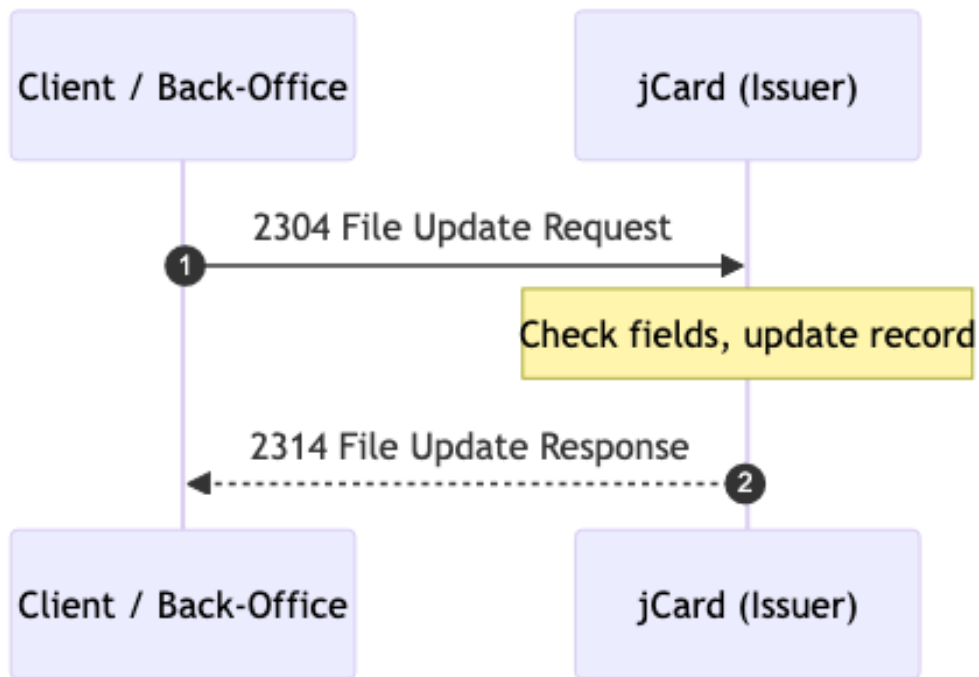 Client / Back-Office
jCard (Issuer)
2304 File Update Request
1
Check fields, update record
2314 File Update Response
2
Client / Back-Office
jCard (Issuer)